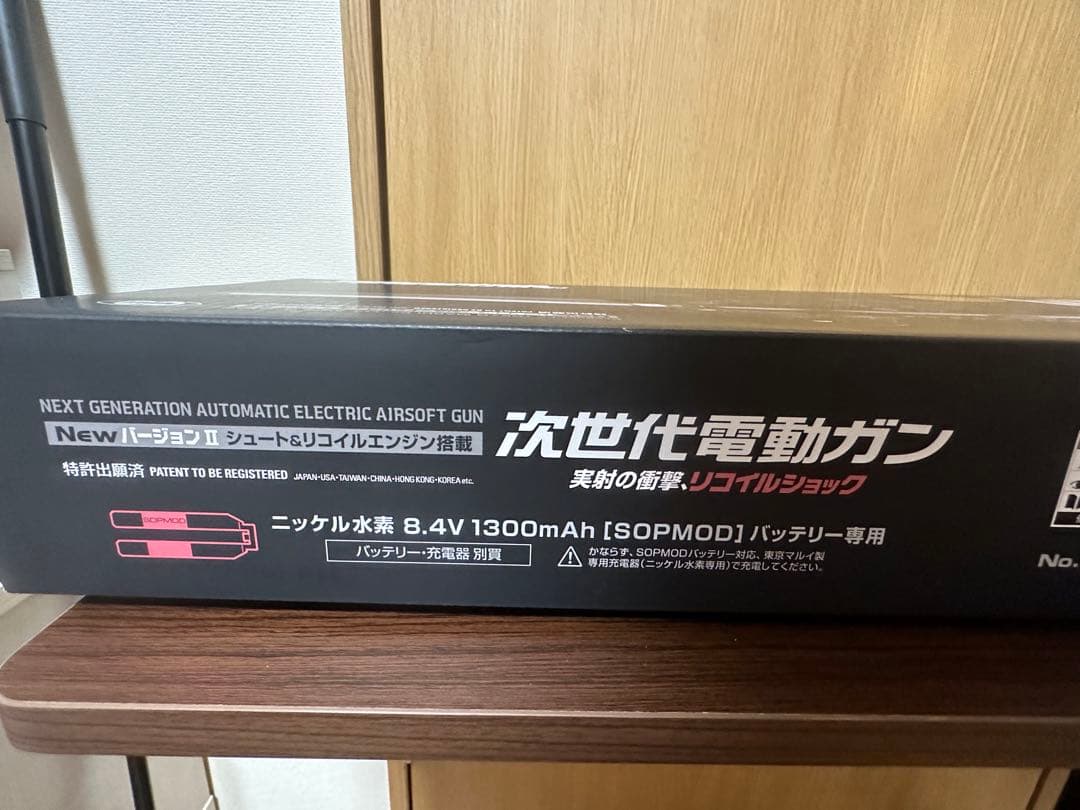 NEXT GENERATION AUTOMATIC ELECTRIC AIRSOFT GUN
New バージョンⅡ シュート&リコイルエンジン搭載
特許出願済 PATENT TO BE REGISTERED JAPAN・USA・TAIWAN・CHINA・HONG KONG・KOREA etc.
次世代電動ガン
実射の衝撃、リコイルショック
SOPMOD
ニッケル水素 8.4V 1300mAh [SOPMOD] バッテリー専用
バッテリー・充電器 別買
かならず、SOPMODバッテリー対応、東京マルイ製
専用充電器(ニッケル水素専用)で充電してください。
No.